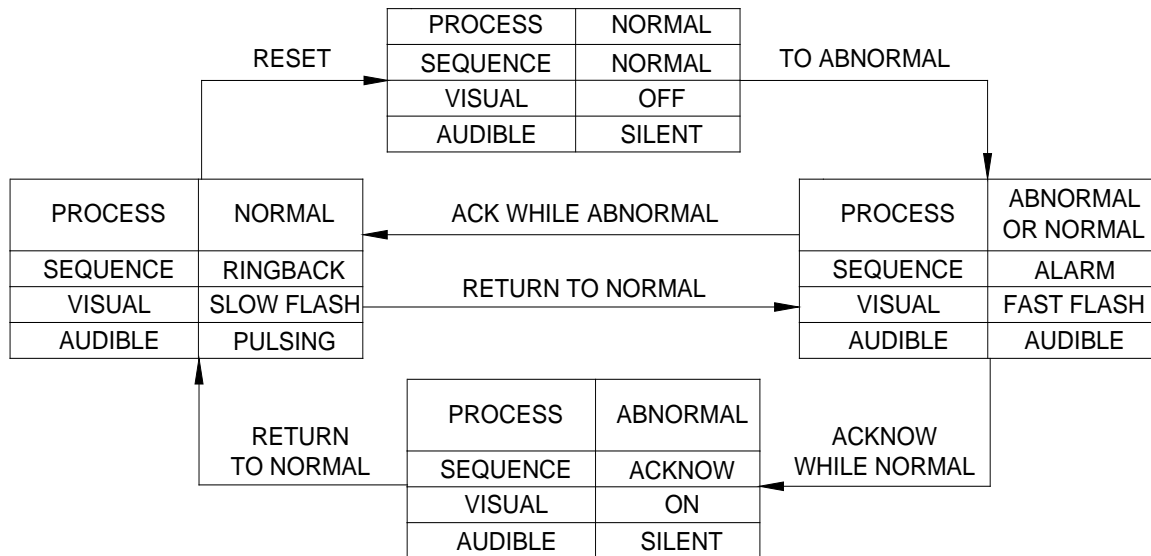 PROCESS NORMAL
SEQUENCE NORMAL
VISUAL OFF
AUDIBLE SILENT
RESET
TO ABNORMAL
PROCESS NORMAL
SEQUENCE RINGBACK
VISUAL SLOW FLASH
AUDIBLE PULSING
ACK WHILE ABNORMAL
RETURN TO NORMAL
PROCESS ABNORMAL
OR NORMAL
SEQUENCE ALARM
VISUAL FAST FLASH
AUDIBLE AUDIBLE
RETURN
TO NORMAL
PROCESS ABNORMAL
SEQUENCE ACKNOW
VISUAL ON
AUDIBLE SILENT
ACKNOW
WHILE NORMAL